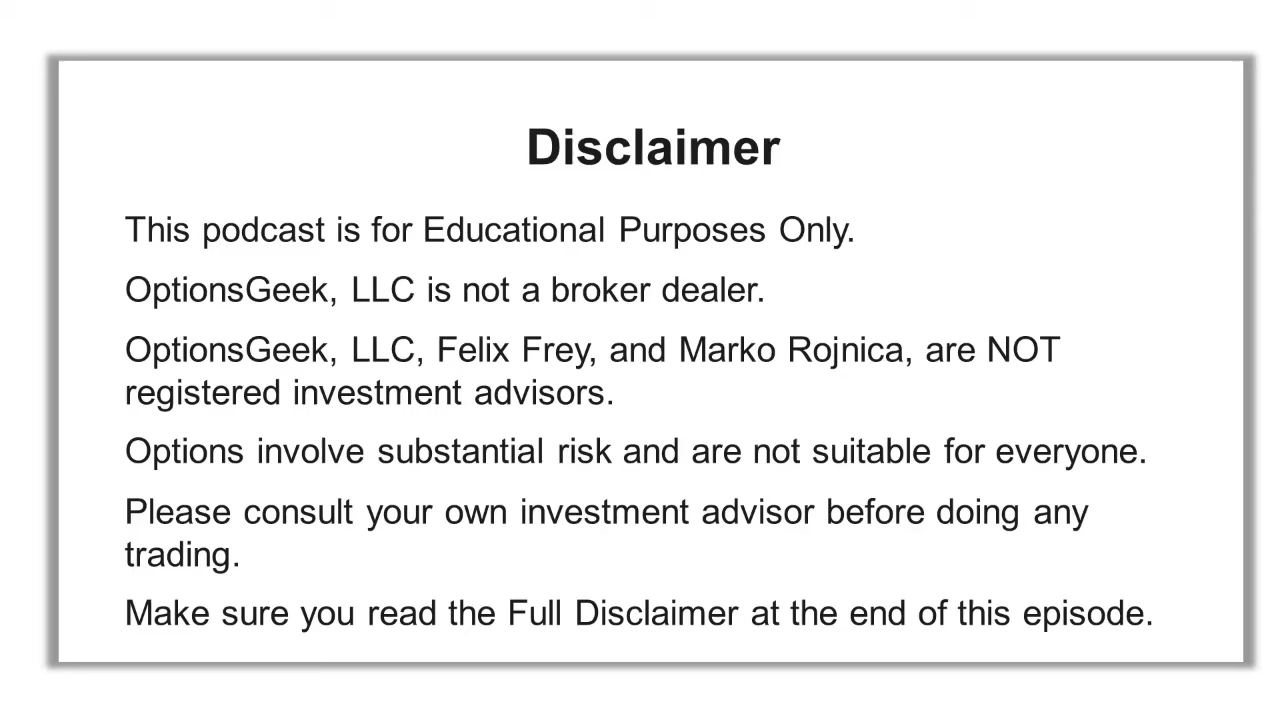 Disclaimer
This podcast is for Educational Purposes Only.
OptionsGeek, LLC is not a broker dealer.
OptionsGeek, LLC, Felix Frey, and Marko Rojnica, are NOT
registered investment advisors.
Options involve substantial risk and are not suitable for everyone.
Please consult your own investment advisor before doing any
trading.
Make sure you read the Full Disclaimer at the end of this episode.